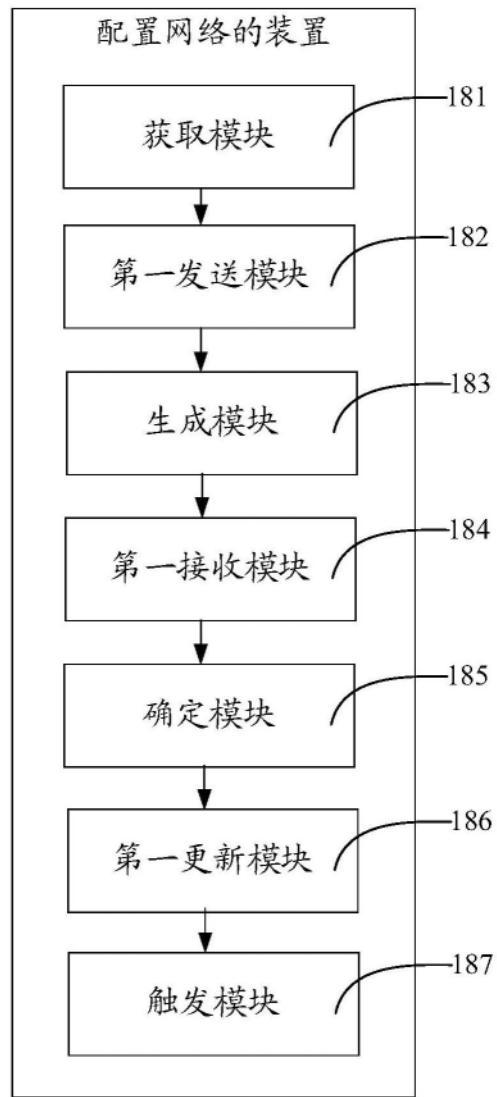 配置网络的装置
获取模块
181
第一发送模块
182
生成模块
183
第一接收模块
184
确定模块
185
第一更新模块
186
触发模块
187